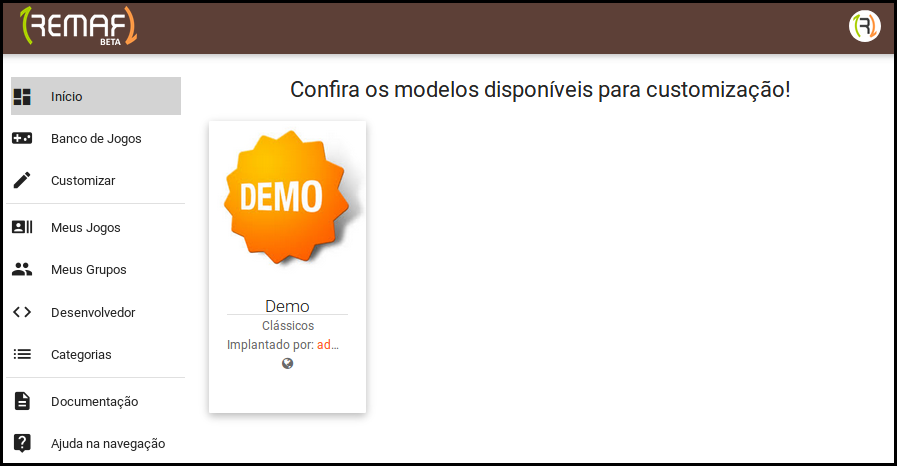 REMAF
BETA
R
Início
Banco de Jogos
Customizar
Meus Jogos
Meus Grupos
Desenvolvedor
Categorias
Documentação
Ajuda na navegação
Confira os modelos disponíveis para customização!
DEMO
Demo
Clássicos
Implantado por: ad...